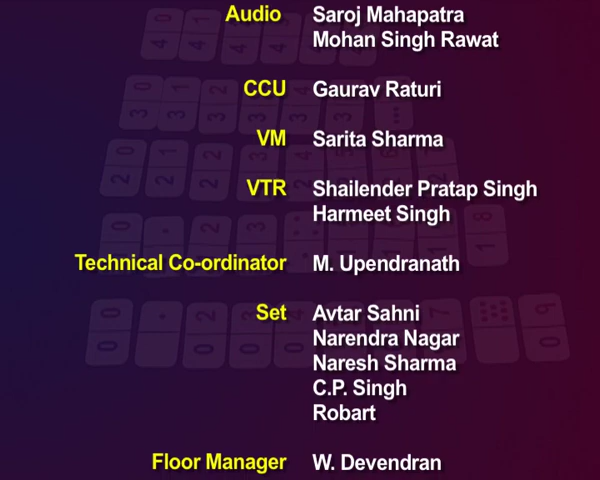 Audio Saroj Mahapatra
Mohan Singh Rawat
CCU Gaurav Raturi
VM Sarita Sharma
VTR Shailender Pratap Singh
Harmeet Singh
Technical Co-ordinator M. Upendranath
Set Avtar Sahni
Narendra Nagar
Naresh Sharma
C.P. Singh
Robart
Floor Manager W. Devendran